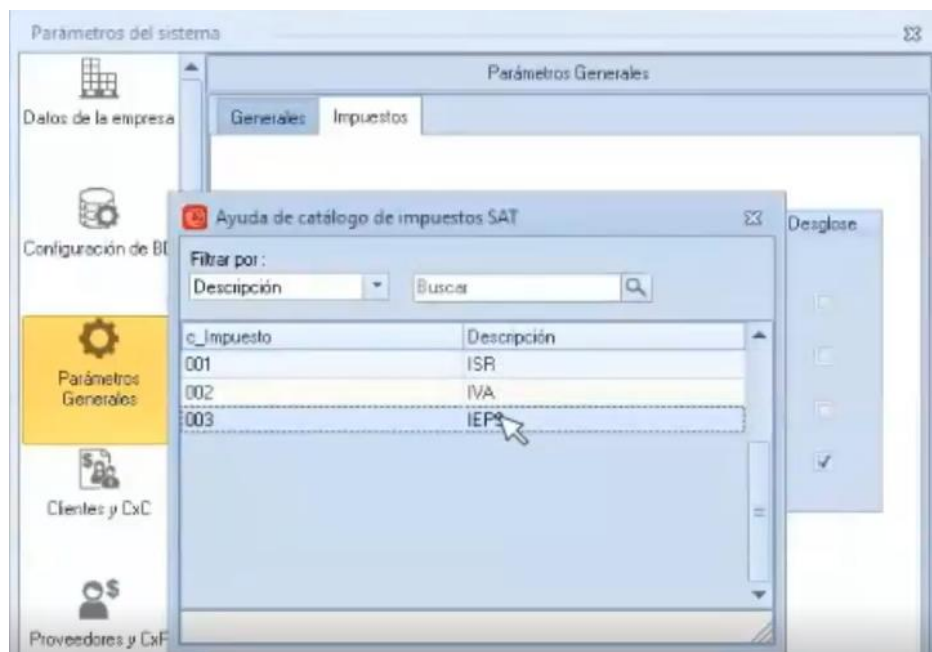 Parámetros del sistema
Datos de la empresa
Configuración de BD
Parámetros
Generales
Clientes y CxC
Proveedores y CxP
Parámetros Generales
Generales
Impuestos
Desglose
Ayuda de catálogo de impuestos SAT
Filtrar por :
Descripción
Buscar
c_Impuesto Descripción
001 ISR
002 IVA
003 IEPS